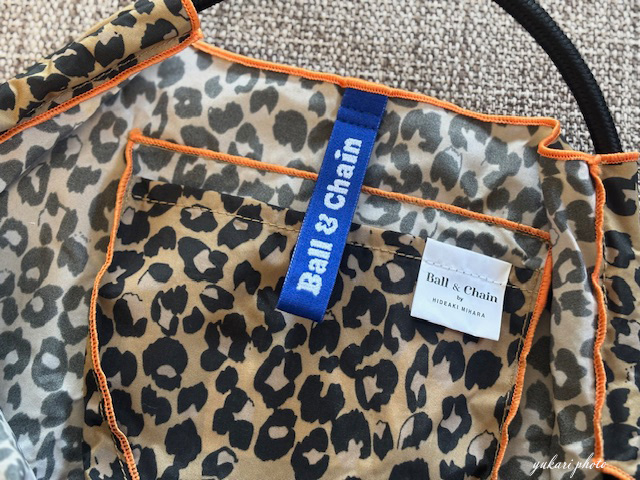 Ball & Chain
Ball & Chain
by
HIDEAKI MIHARA
yukari photo